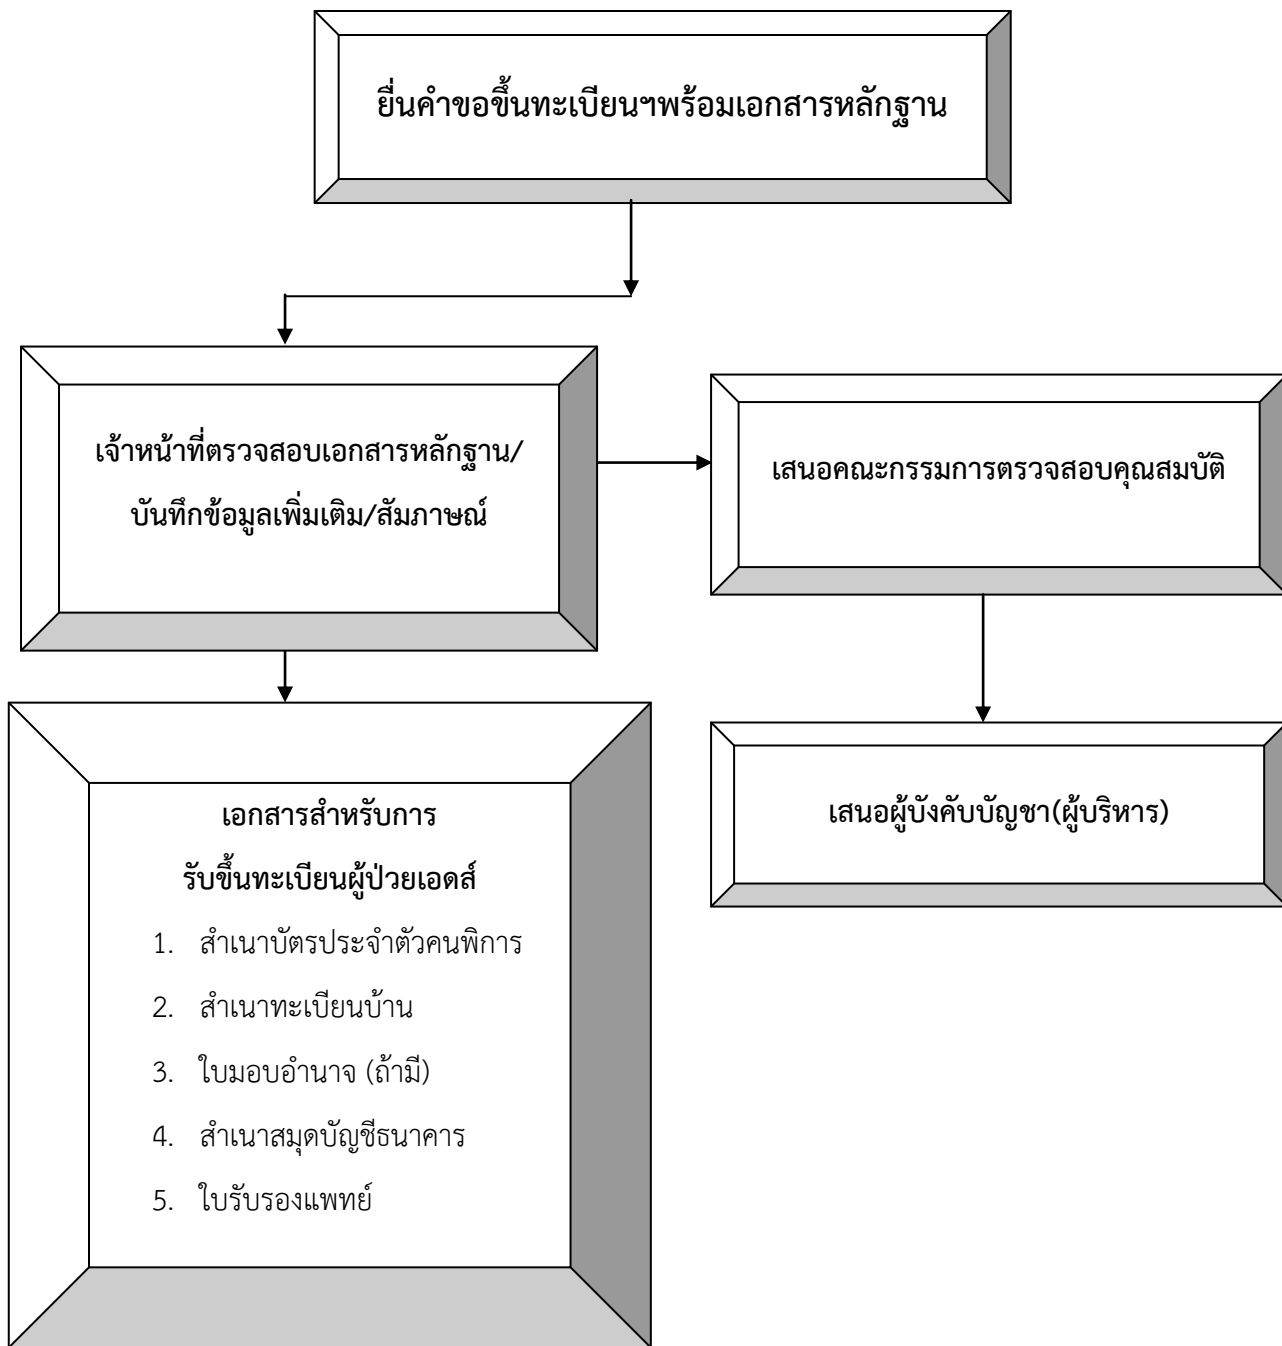 ยื่นคำขอขึ้นทะเบียนฯพร้อมเอกสารหลักฐาน
เจ้าหน้าที่ตรวจสอบเอกสารหลักฐาน/
บันทึกข้อมูลเพิ่มเติม/สัมภาษณ์
เสนอคณะกรรมการตรวจสอบคุณสมบัติ
เสนอผู้บังคับบัญชา(ผู้บริหาร)
เอกสารสำหรับการ
รับขึ้นทะเบียนผู้ป่วยเอดส์
1. สำเนาบัตรประจำตัวคนพิการ
2. สำเนาทะเบียนบ้าน
3. ใบมอบอำนาจ (ถ้ามี)
4. สำเนาสมุดบัญชีธนาคาร
5. ใบรับรองแพทย์